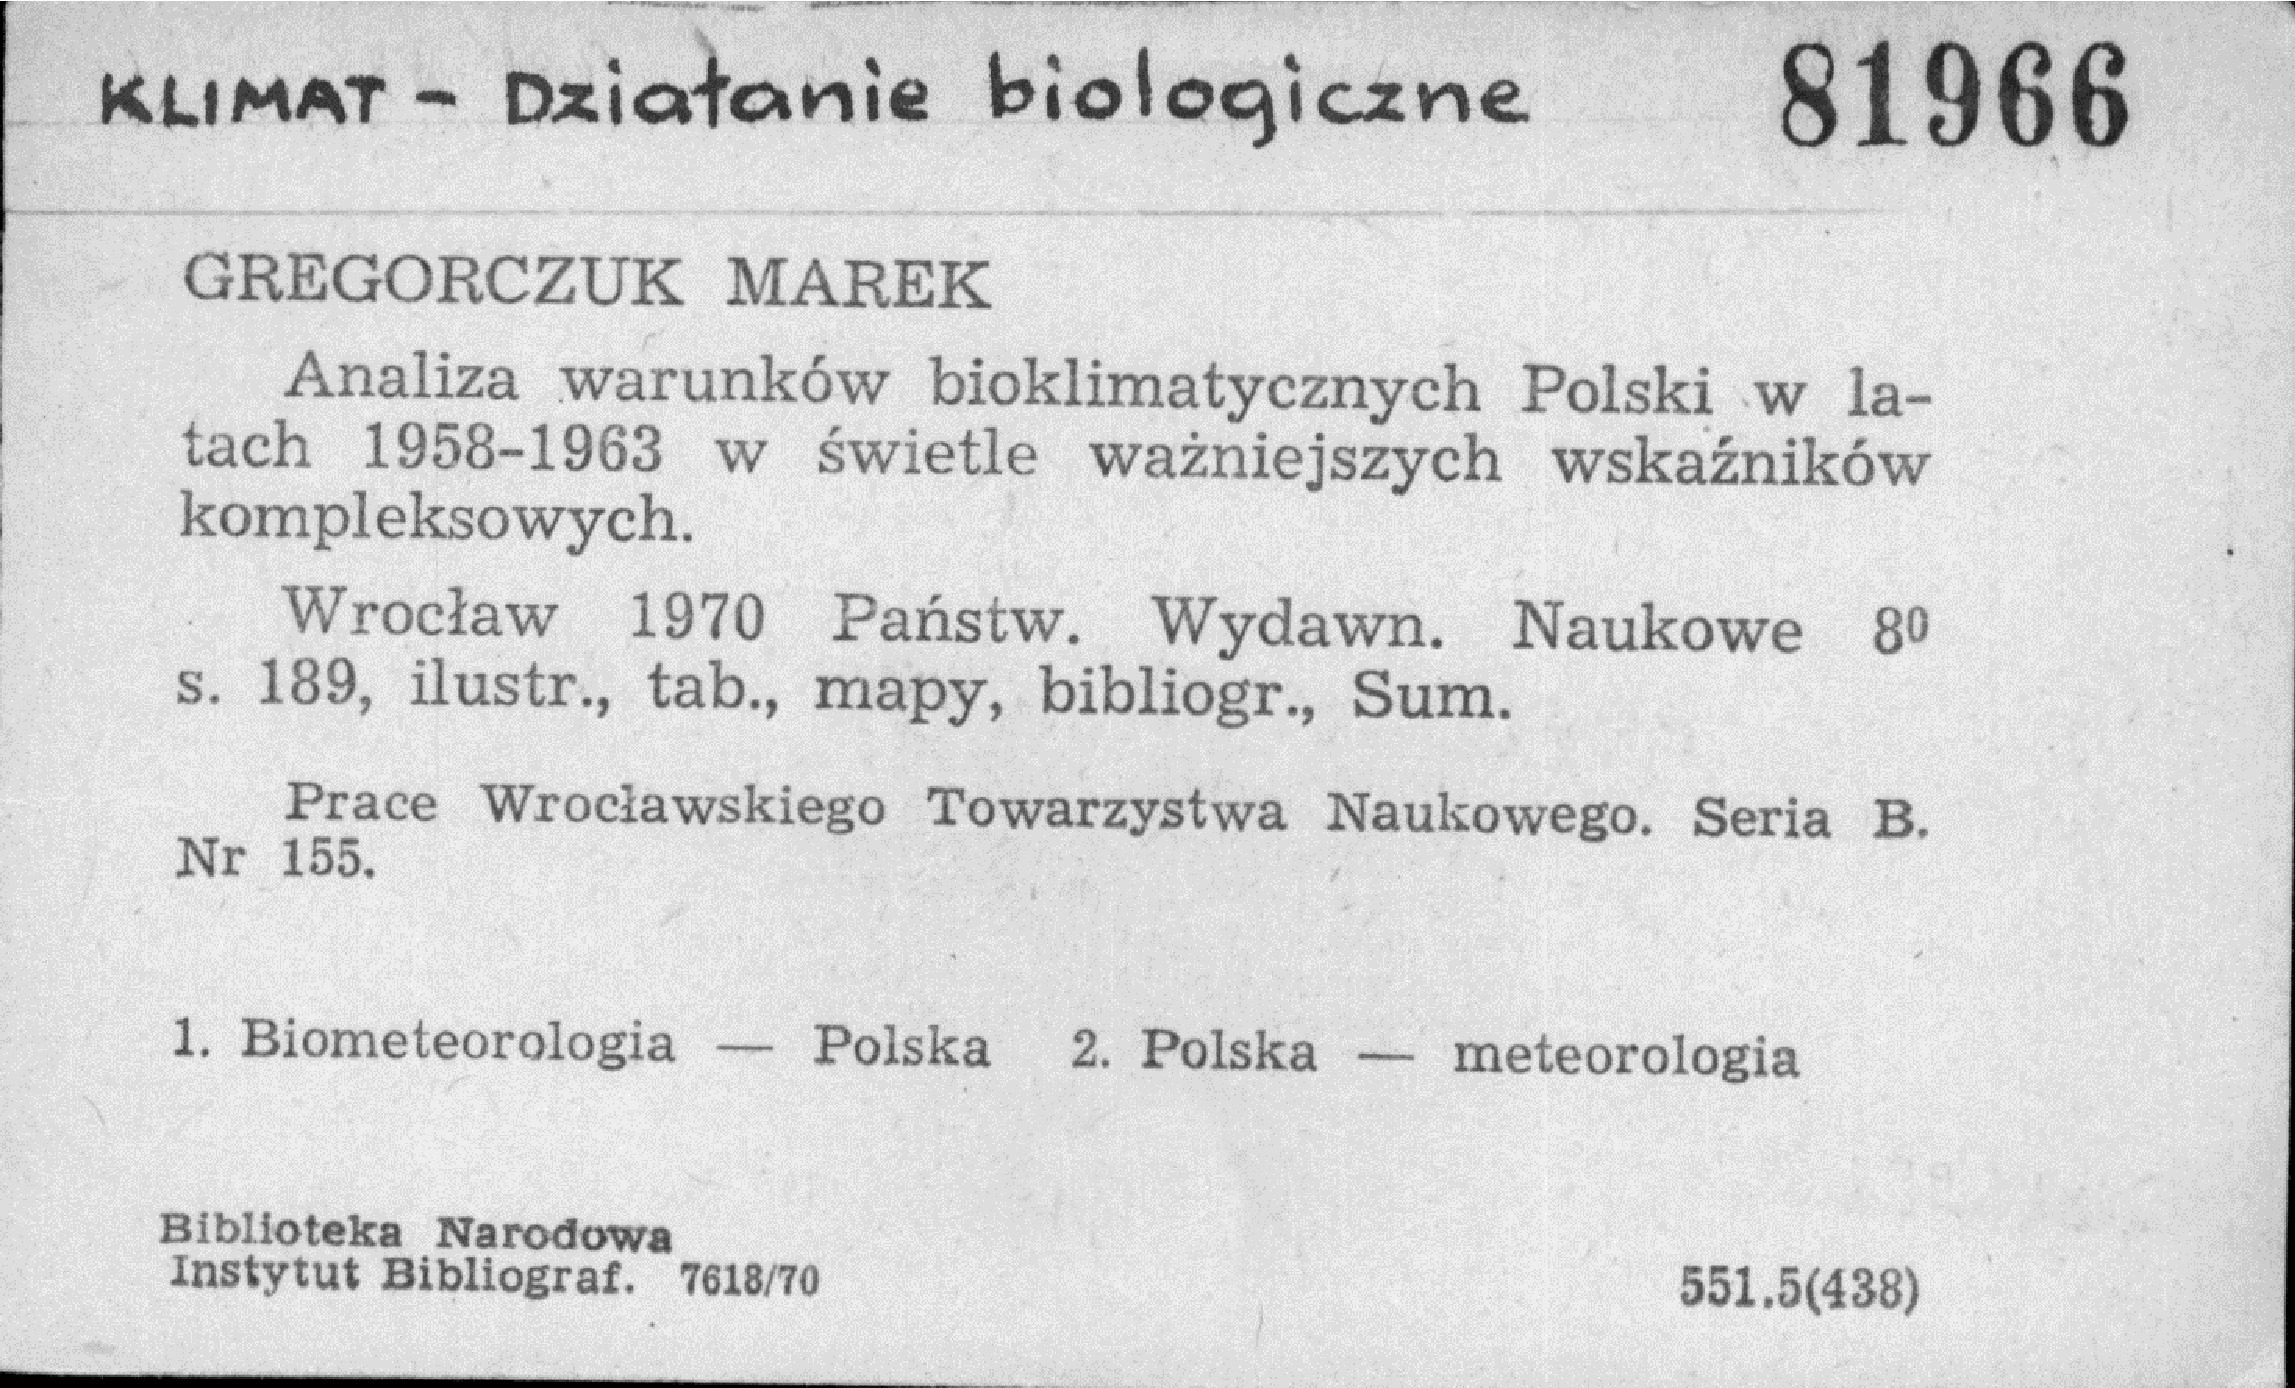 KLIMAT - Działanie biologiczne 81966
GREGORCZUK MAREK
Analiza warunków bioklimatycznych Polski w la-
tach 1958-1963 w świetle ważniejszych wskaźników
kompleksowych.
Wrocław 1970 Państw. Wydawn. Naukowe 8⁰
s. 189, ilustr., tab., mapy, bibliogr., Sum.
Prace Wrocławskiego Towarzystwa Naukowego. Seria B.
Nr 155.
1. Biometeorologia — Polska 2. Polska — meteorologia
Biblioteka Narodowa
Instytut Bibliograf. 7618/70 551.5(438)